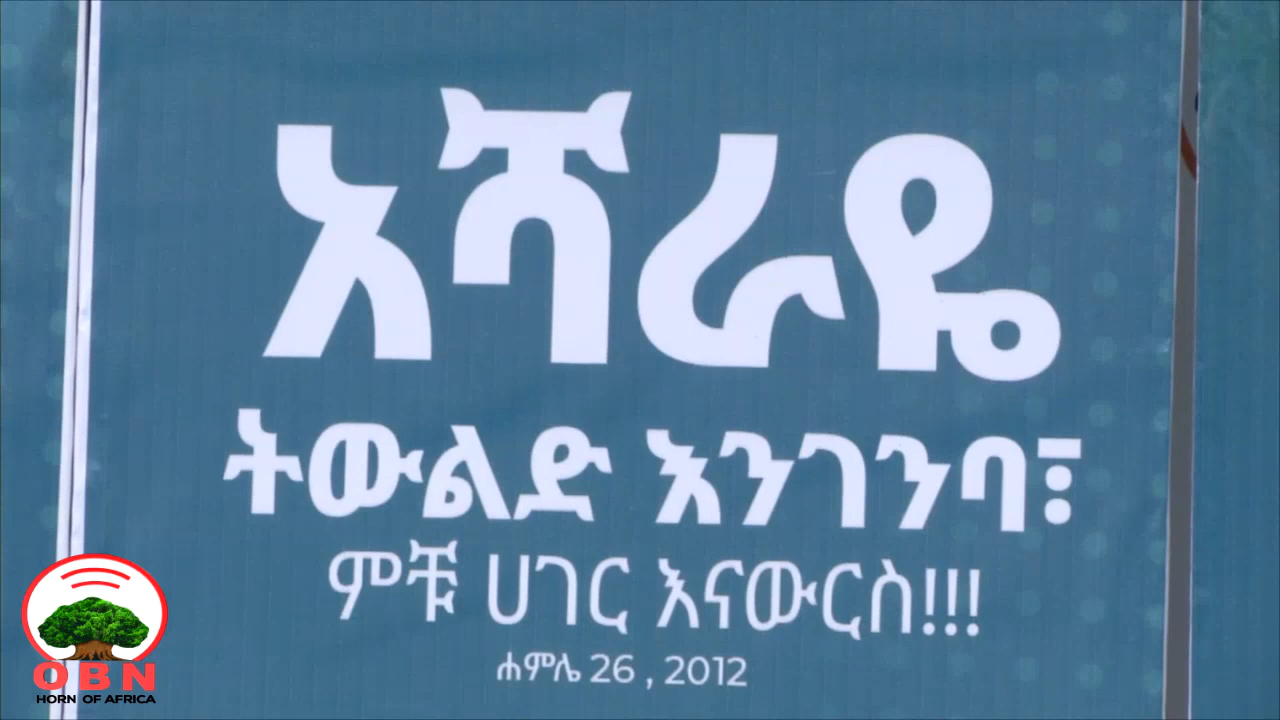 አሻራዬ
ትውልድ እንገንባ፣
ምቹ ሀገር እናውርስ!!!
ሐምሌ 26 , 2012
OBN
HORN OF AFRICA